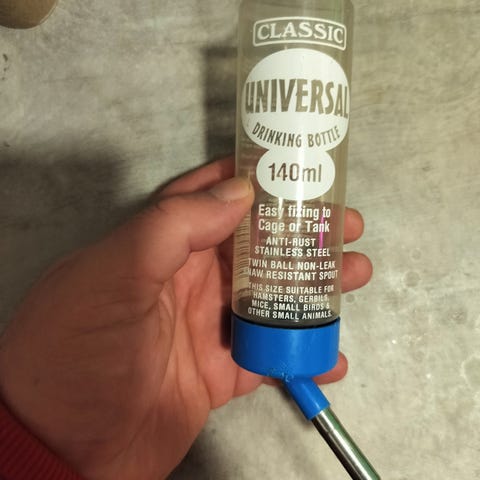 CLASSIC
UNIVERSAL
DRINKING BOTTLE
140ml
Easy fixing to
Cage or Tank
ANTI-RUST
STAINLESS STEEL
TWIN BALL NON-LEAK
GNAW RESISTANT SPOUT
THIS SIZE SUITABLE FOR
HAMSTERS, GERBILS,
MICE, SMALL BIRDS &
OTHER SMALL ANIMALS.